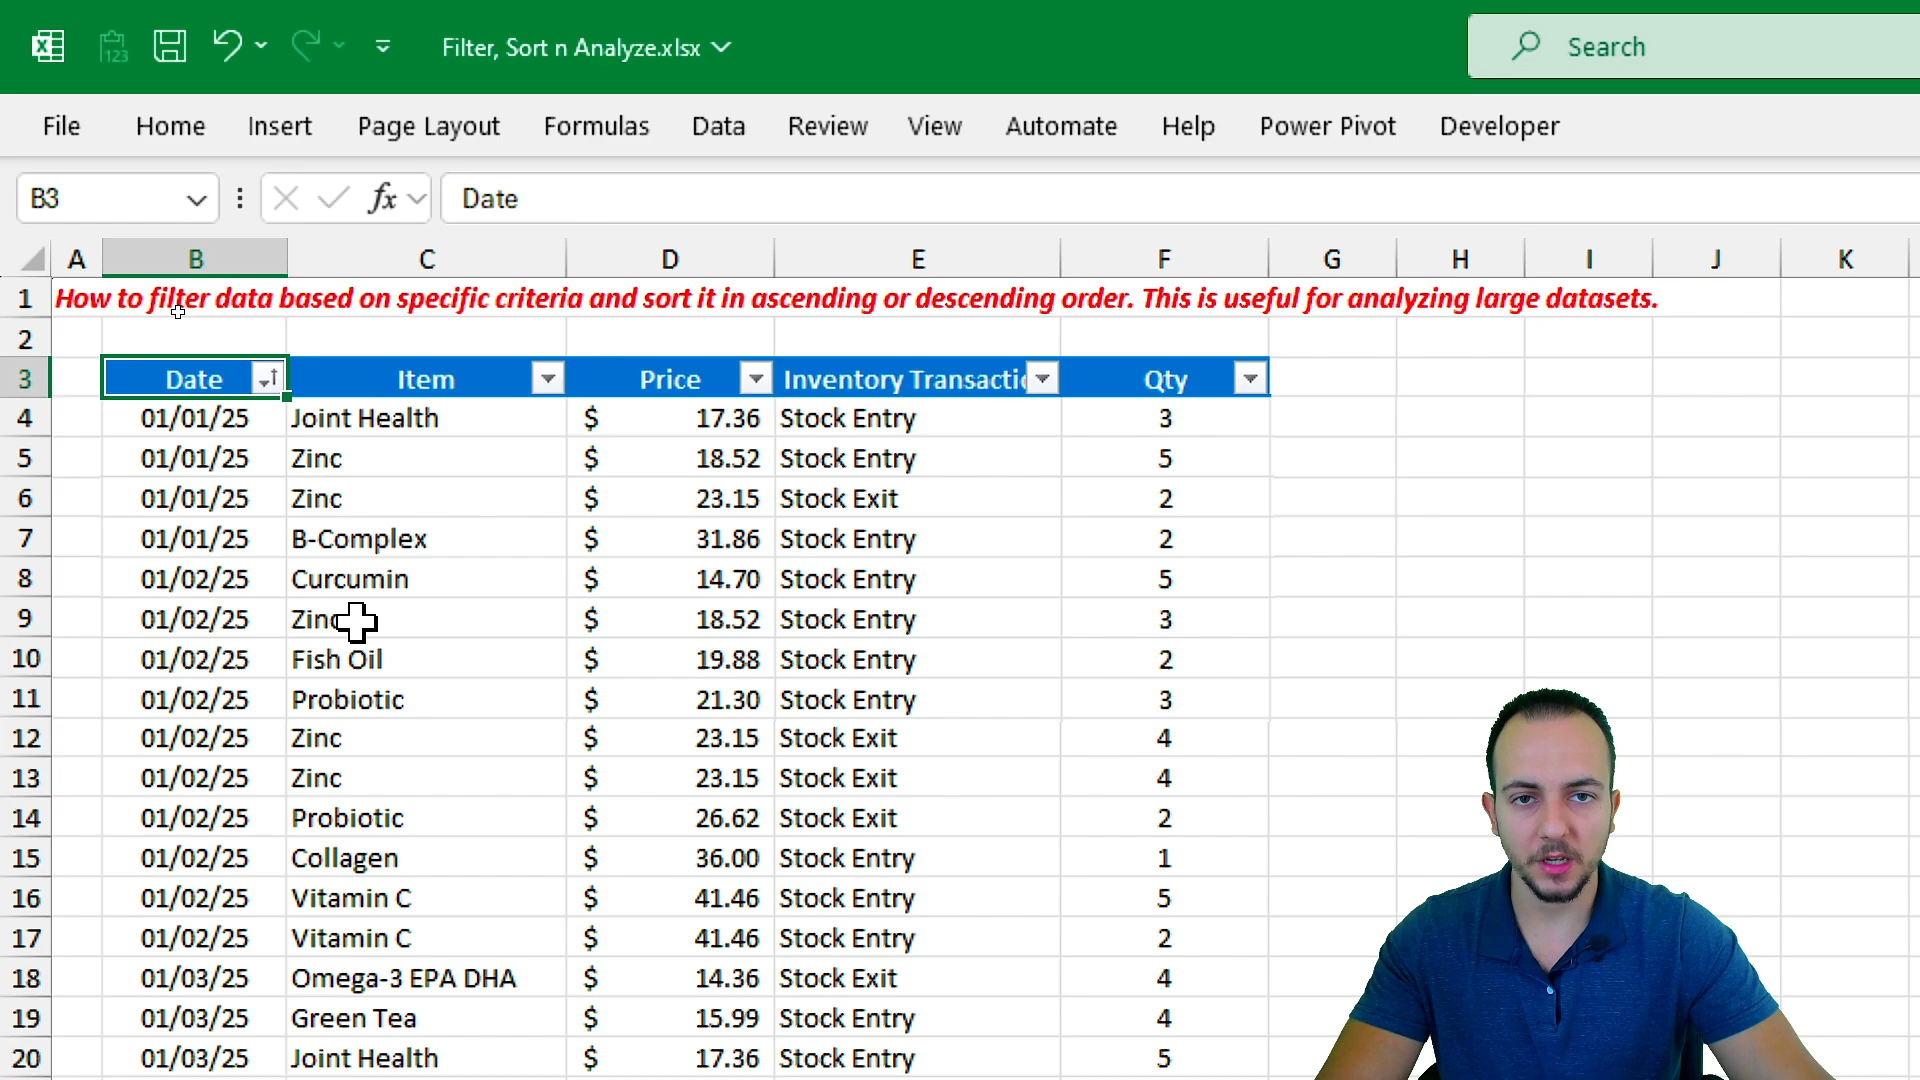 Filter, Sort n Analyze.xlsx
Search
File Home Insert Page Layout Formulas Data Review View Automate Help Power Pivot Developer
B3 fx Date
A B C D E F G H I J K
1 How to filter data based on specific criteria and sort it in ascending or descending order. This is useful for analyzing large datasets.
2
3 Date Item Price Inventory Transacti Qty
4 01/01/25 Joint Health $ 17.36 Stock Entry 3
5 01/01/25 Zinc $ 18.52 Stock Entry 5
6 01/01/25 Zinc $ 23.15 Stock Exit 2
7 01/01/25 B-Complex $ 31.86 Stock Entry 2
8 01/02/25 Curcumin $ 14.70 Stock Entry 5
9 01/02/25 Zinc $ 18.52 Stock Entry 3
10 01/02/25 Fish Oil $ 19.88 Stock Entry 2
11 01/02/25 Probiotic $ 21.30 Stock Entry 3
12 01/02/25 Zinc $ 23.15 Stock Exit 4
13 01/02/25 Zinc $ 23.15 Stock Exit 4
14 01/02/25 Probiotic $ 26.62 Stock Exit 2
15 01/02/25 Collagen $ 36.00 Stock Entry 1
16 01/02/25 Vitamin C $ 41.46 Stock Entry 5
17 01/02/25 Vitamin C $ 41.46 Stock Entry 2
18 01/03/25 Omega-3 EPA DHA $ 14.36 Stock Exit 4
19 01/03/25 Green Tea $ 15.99 Stock Entry 4
20 01/03/25 Joint Health $ 17.36 Stock Entry 5